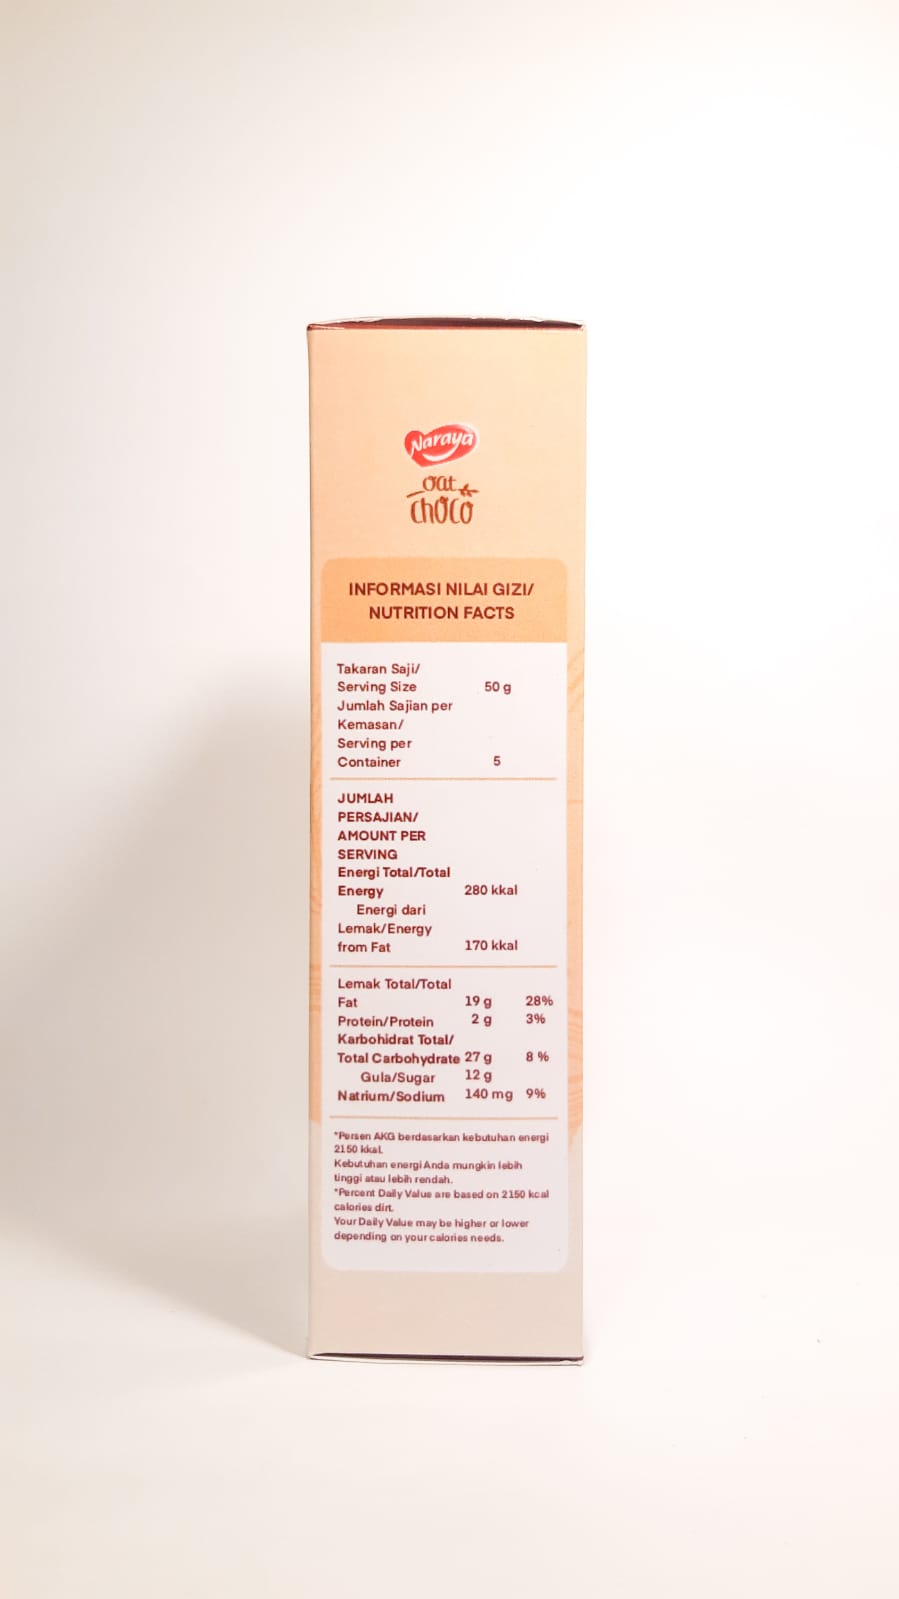 Naraya
oat
choco
INFORMASI NILAI GIZI/
NUTRITION FACTS
Takaran Saji/
Serving Size 50 g
Jumlah Sajian per
Kemasan/
Serving per
Container 5
JUMLAH
PERSAJIAN/
AMOUNT PER
SERVING
Energi Total/Total
Energy 280 kkal
Energi dari
Lemak/Energy
from Fat 170 kkal
Lemak Total/Total
Fat 19 g 28%
Protein/Protein 2 g 3%
Karbohidrat Total/
Total Carbohydrate 27 g 8 %
Gula/Sugar 12 g
Natrium/Sodium 140 mg 9%
*Persen AKG berdasarkan kebutuhan energi
2150 kkal.
Kebutuhan energi Anda mungkin lebih
tinggi atau lebih rendah.
*Percent Daily Value are based on 2150 kcal
calories dirt.
Your Daily Value may be higher or lower
depending on your calories needs.